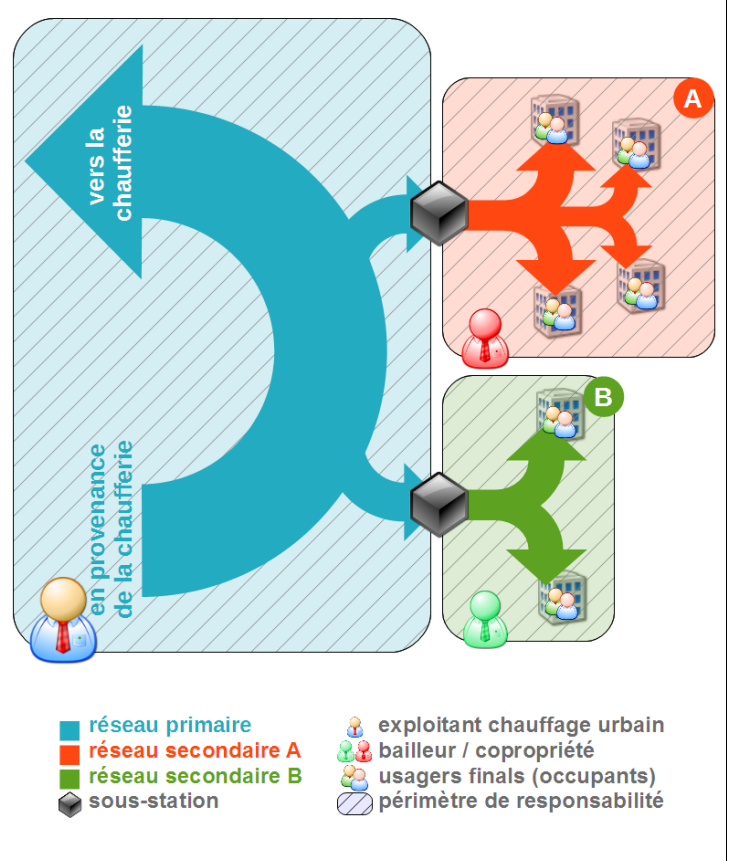 vers la
chaufferie
A
B
en provenance
de la chaufferie
réseau primaire
réseau secondaire A
réseau secondaire B
sous-station
exploitant chauffage urbain
bailleur / copropriété
usagers finals (occupants)
périmètre de responsabilité